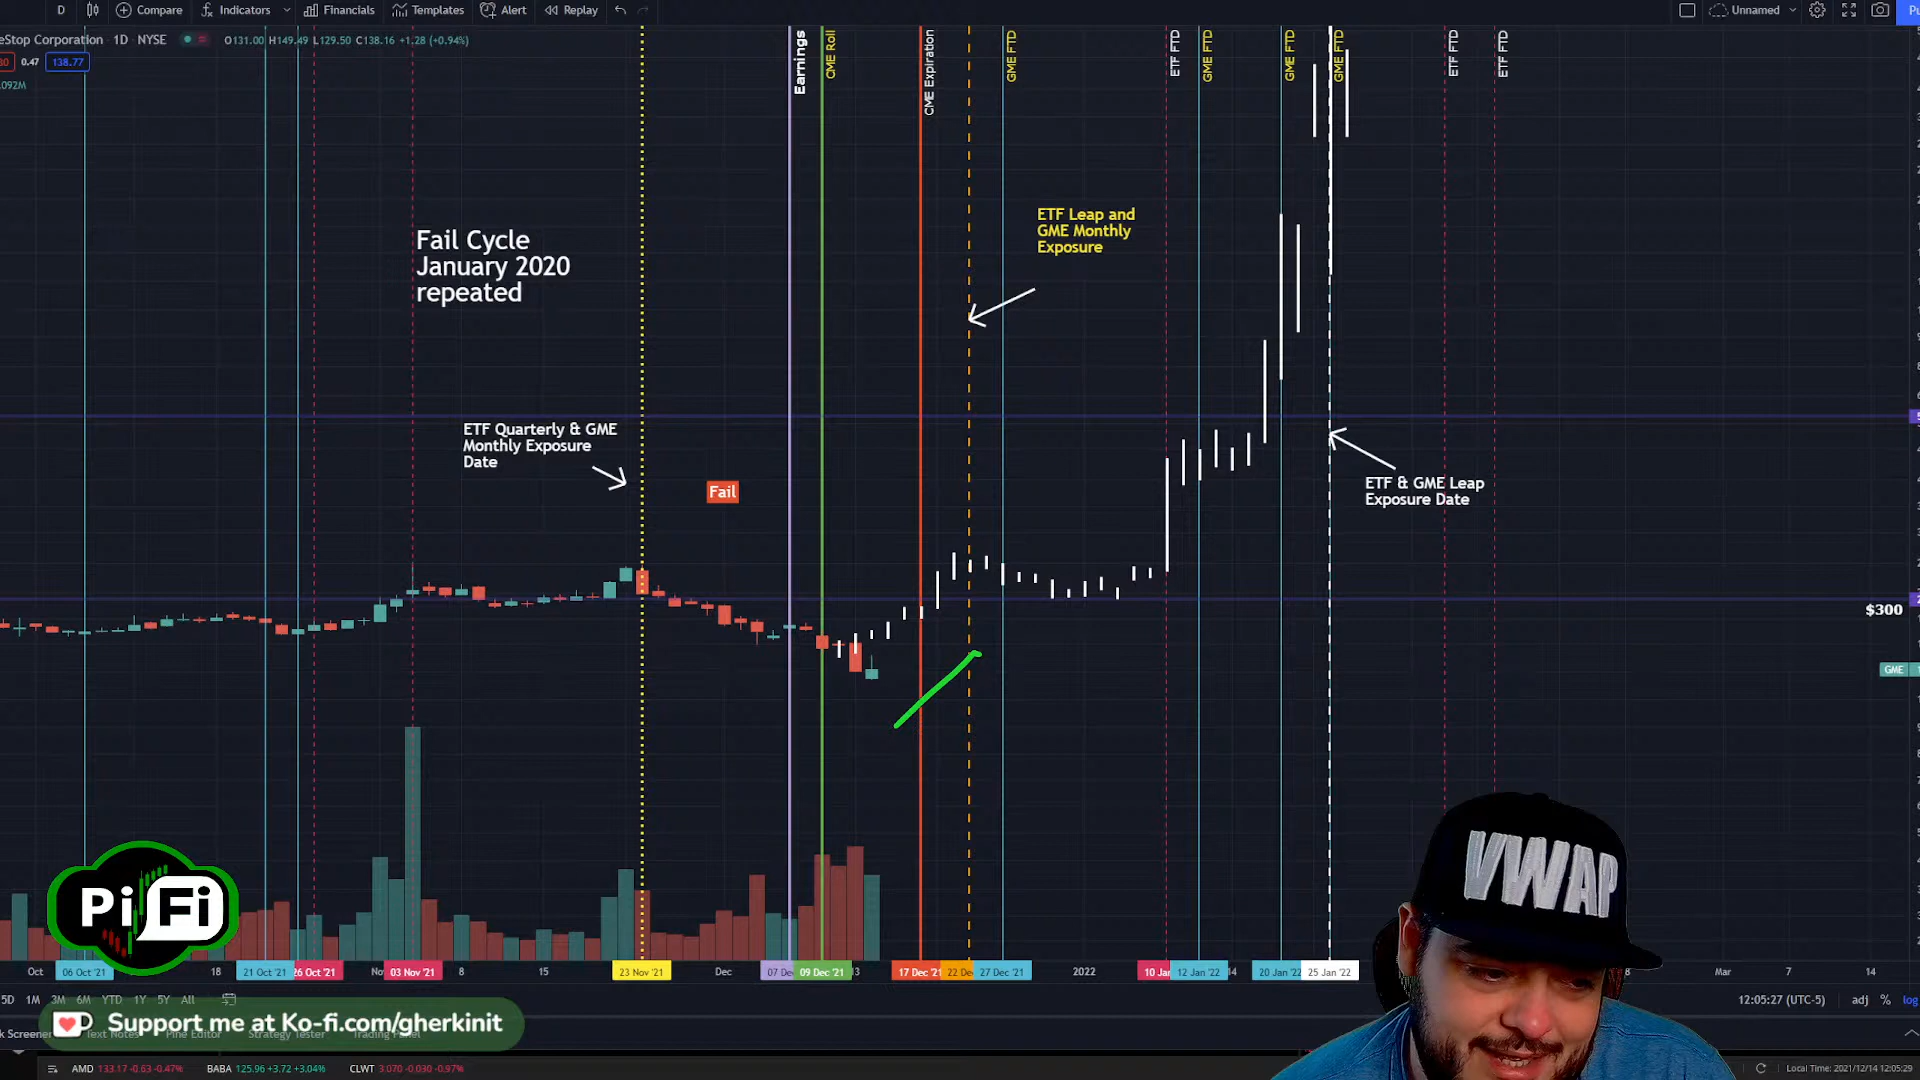 D Compare Indicators Financials Templates Alert Replay Unnamed
eStop Corporation · 1D · NYSE O131.00 H149.49 L129.50 C138.16 +1.28 (+0.94%)
0.47 138.77
.092M
Earnings
CME Roll
CME Expiration
GME FTD
ETF FTD
GME FTD
GME FTD
GME FTD
ETF FTD
ETF FTD
Fail Cycle
January 2020
repeated
ETF Leap and
GME Monthly
Exposure
ETF Quarterly & GME
Monthly Exposure
Date
Fail
ETF & GME Leap
Exposure Date
$300
GME
PiFi
VWAP
Oct 06 Oct '21 18 21 Oct '21 26 Oct '21 03 Nov '21 8 15 23 Nov '21 Dec 07 Dec 09 Dec '21 13 17 Dec '21 22 Dec 27 Dec '21 2022 10 Jan 12 Jan '22 14 20 Jan '22 25 Jan '22 Mar 7 14
5D 1M 3M 6M YTD 1Y 5Y All 12:05:27 (UTC-5) adj % log
Support me at Ko-fi.com/gherkinit
Screener Text Notes Pine Editor Strategy Tester Trading Panel
AMD 133.17 -0.63 -0.47% BABA 125.96 +3.72 +3.04% CLWT 3.070 -0.030 -0.97% Local Time: 2021/12/14 12:05:29